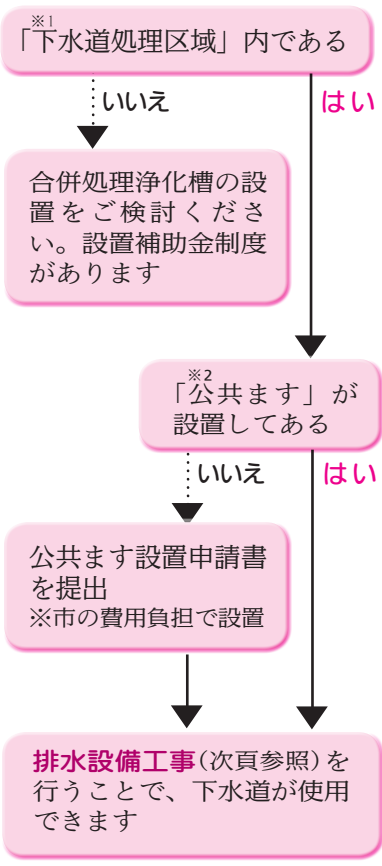 ※1
「下水道処理区域」内である
いいえ
はい
合併処理浄化槽の設
置をご検討くださ
い。設置補助金制度
があります
※2
「公共ます」が
設置してある
いいえ
はい
公共ます設置申請書
を提出
※市の費用負担で設置
排水設備工事(次頁参照)を
行うことで、下水道が使用
できます